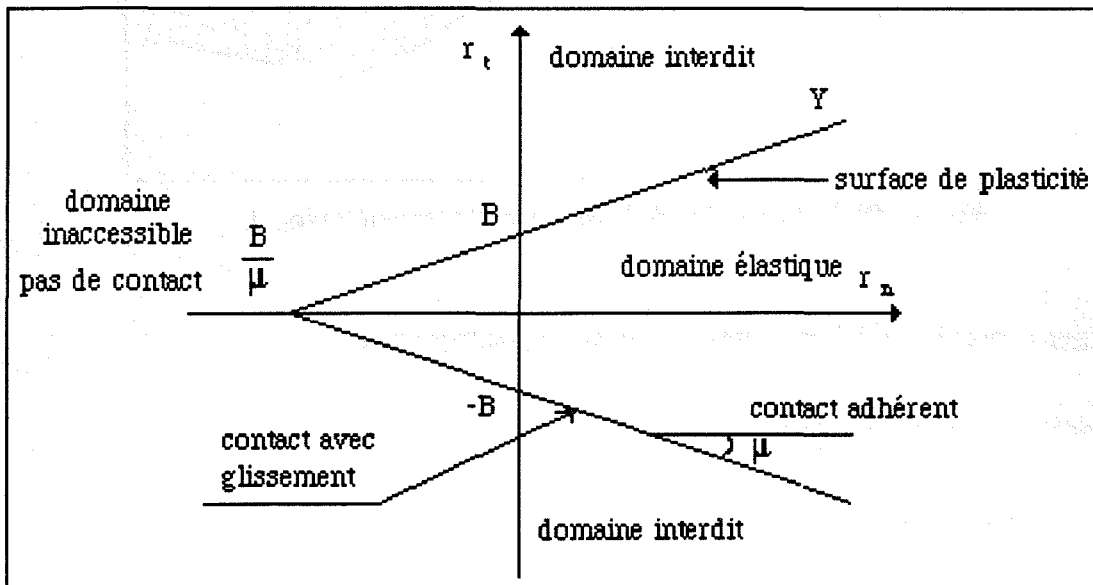 r t
domaine interdit
Y
surface de plasticité
domaine
inaccessible
pas de contact
B
μ
B
domaine élastique
r n
-B
contact adhérent
μ
contact avec
glissement
domaine interdit